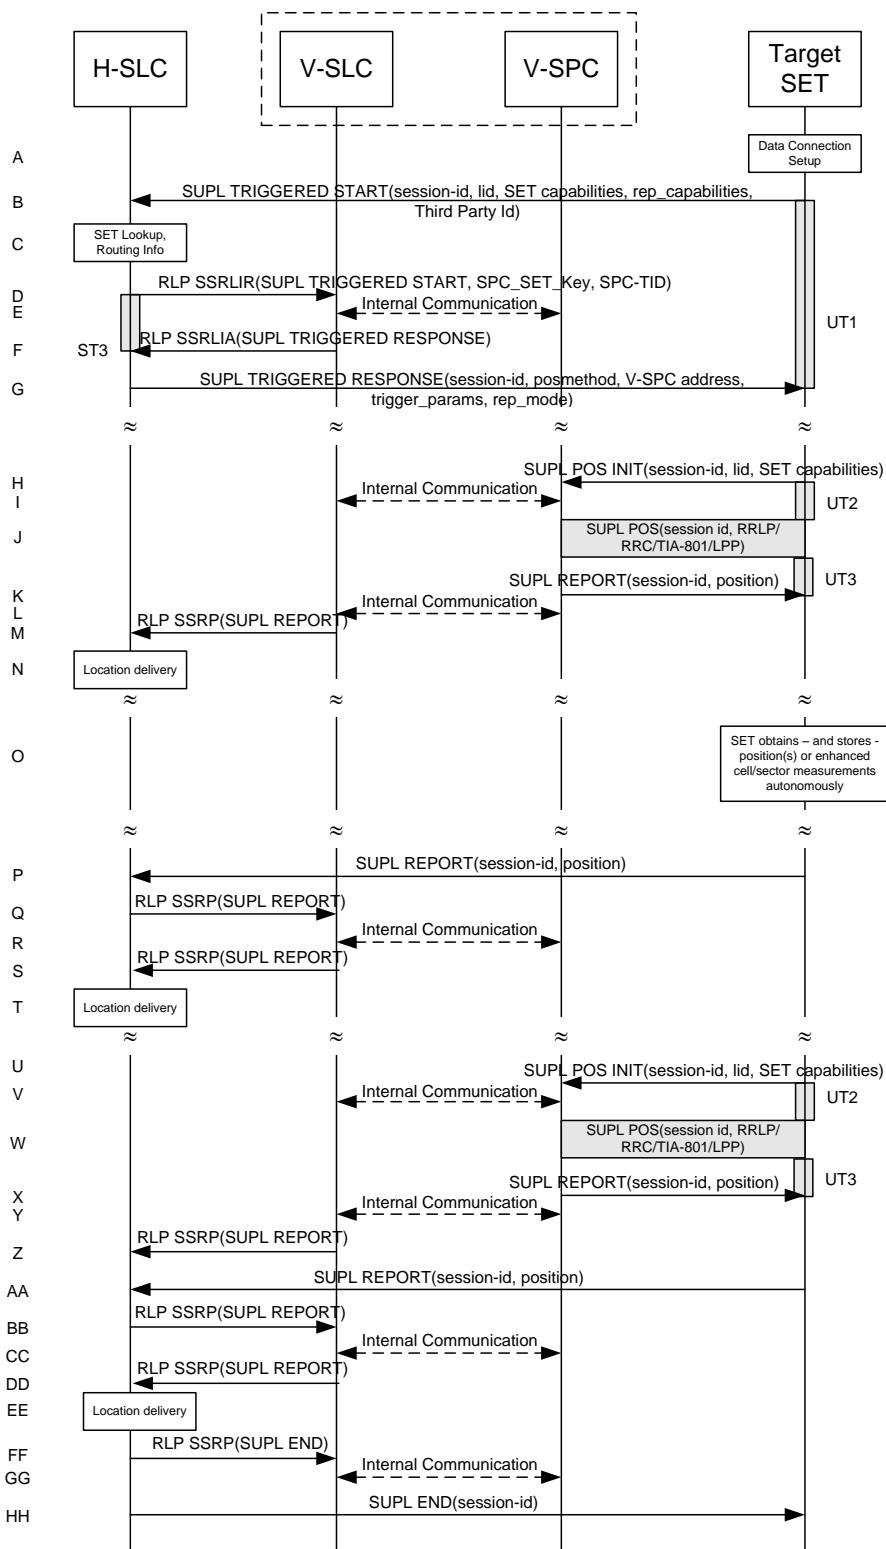 H-SLC
V-SLC
V-SPC
Target
SET
A
Data Connection
Setup
B
SUPL TRIGGERED START(session-id, lid, SET capabilities, rep_capabilities,
Third Party Id)
C
SET Lookup,
Routing Info
D
RLP SSRLIR(SUPL TRIGGERED START, SPC_SET_Key, SPC-TID)
E
Internal Communication
UT1
F
ST3
RLP SSRLIA(SUPL TRIGGERED RESPONSE)
G
SUPL TRIGGERED RESPONSE(session-id, posmethod, V-SPC address,
trigger_params, rep_mode)
≈ ≈ ≈ ≈
H
SUPL POS INIT(session-id, lid, SET capabilities)
I
Internal Communication
UT2
J
SUPL POS(session id, RRLP/
RRC/TIA-801/LPP)
K
SUPL REPORT(session-id, position)
UT3
L
Internal Communication
M
RLP SSRP(SUPL REPORT)
N
Location delivery
≈ ≈ ≈ ≈
O
SET obtains – and stores -
position(s) or enhanced
cell/sector measurements
autonomously
≈ ≈ ≈ ≈
P
SUPL REPORT(session-id, position)
Q
RLP SSRP(SUPL REPORT)
R
Internal Communication
S
RLP SSRP(SUPL REPORT)
T
Location delivery
≈ ≈ ≈ ≈
U
SUPL POS INIT(session-id, lid, SET capabilities)
V
Internal Communication
UT2
W
SUPL POS(session id, RRLP/
RRC/TIA-801/LPP)
X
SUPL REPORT(session-id, position)
UT3
Y
Internal Communication
Z
RLP SSRP(SUPL REPORT)
AA
SUPL REPORT(session-id, position)
BB
RLP SSRP(SUPL REPORT)
CC
Internal Communication
DD
RLP SSRP(SUPL REPORT)
EE
Location delivery
FF
RLP SSRP(SUPL END)
GG
Internal Communication
HH
SUPL END(session-id)